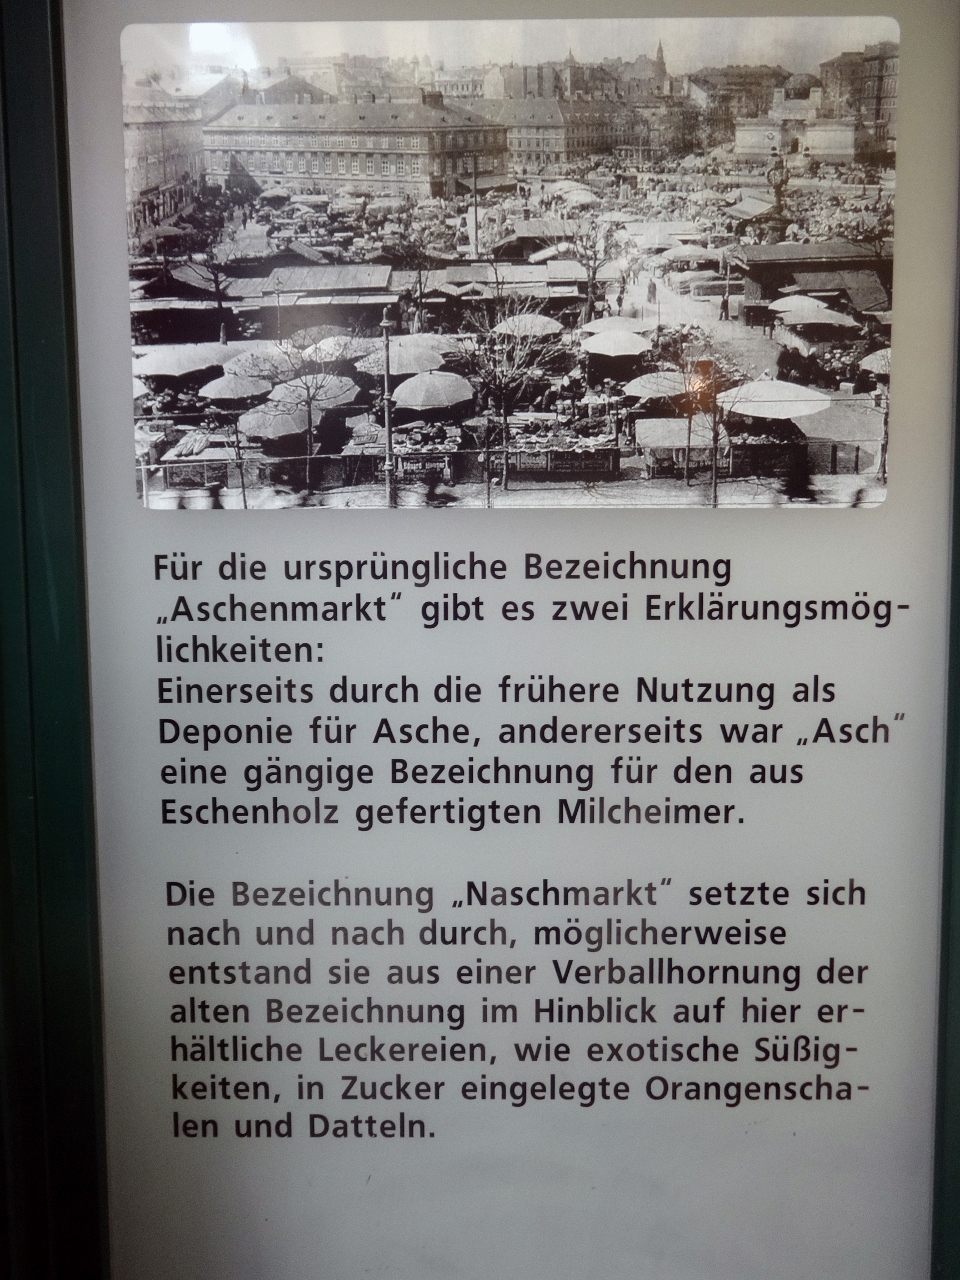 Für die ursprüngliche Bezeichnung
„Aschenmarkt“ gibt es zwei Erklärungsmög-
lichkeiten:
Einerseits durch die frühere Nutzung als
Deponie für Asche, andererseits war „Asch“
eine gängige Bezeichnung für den aus
Eschenholz gefertigten Milcheimer.
Die Bezeichnung „Naschmarkt“ setzte sich
nach und nach durch, möglicherweise
entstand sie aus einer Verballhornung der
alten Bezeichnung im Hinblick auf hier er-
hältliche Leckereien, wie exotische Süßig-
keiten, in Zucker eingelegte Orangenscha-
len und Datteln.